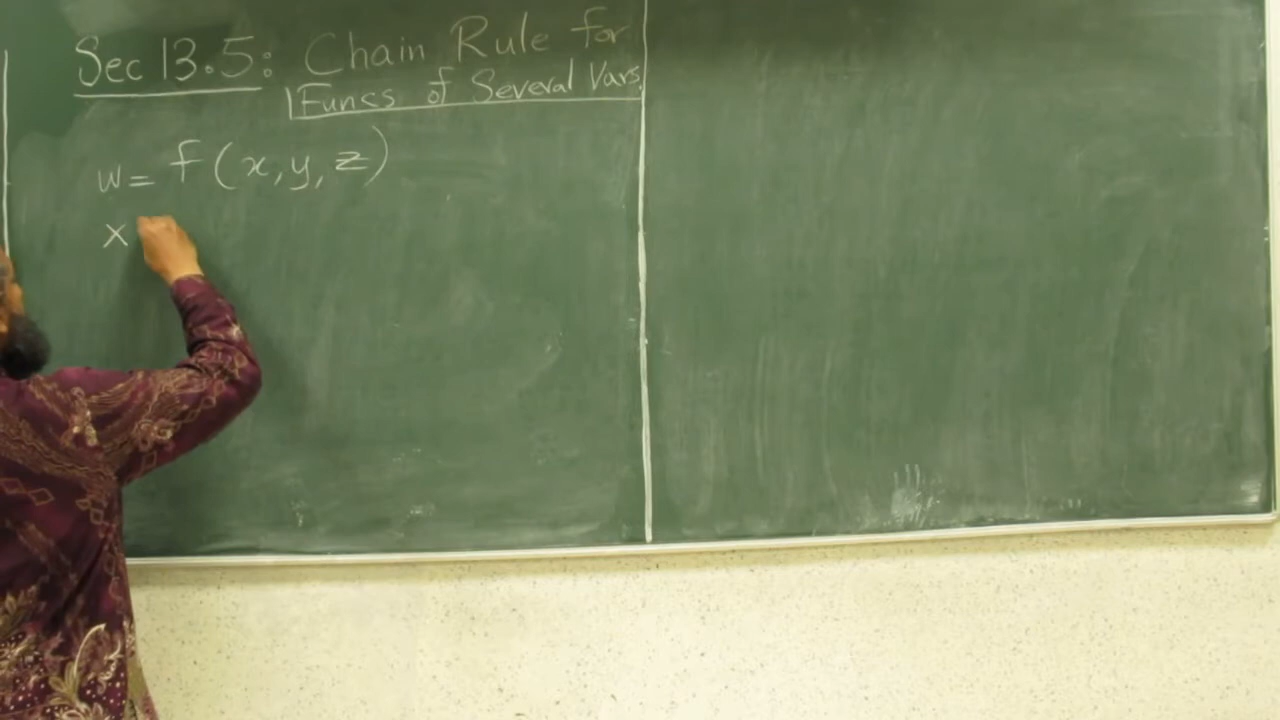 Sec 13.5: Chain Rule for
Funcs of Several Vars.
w = f(x, y, z)
x